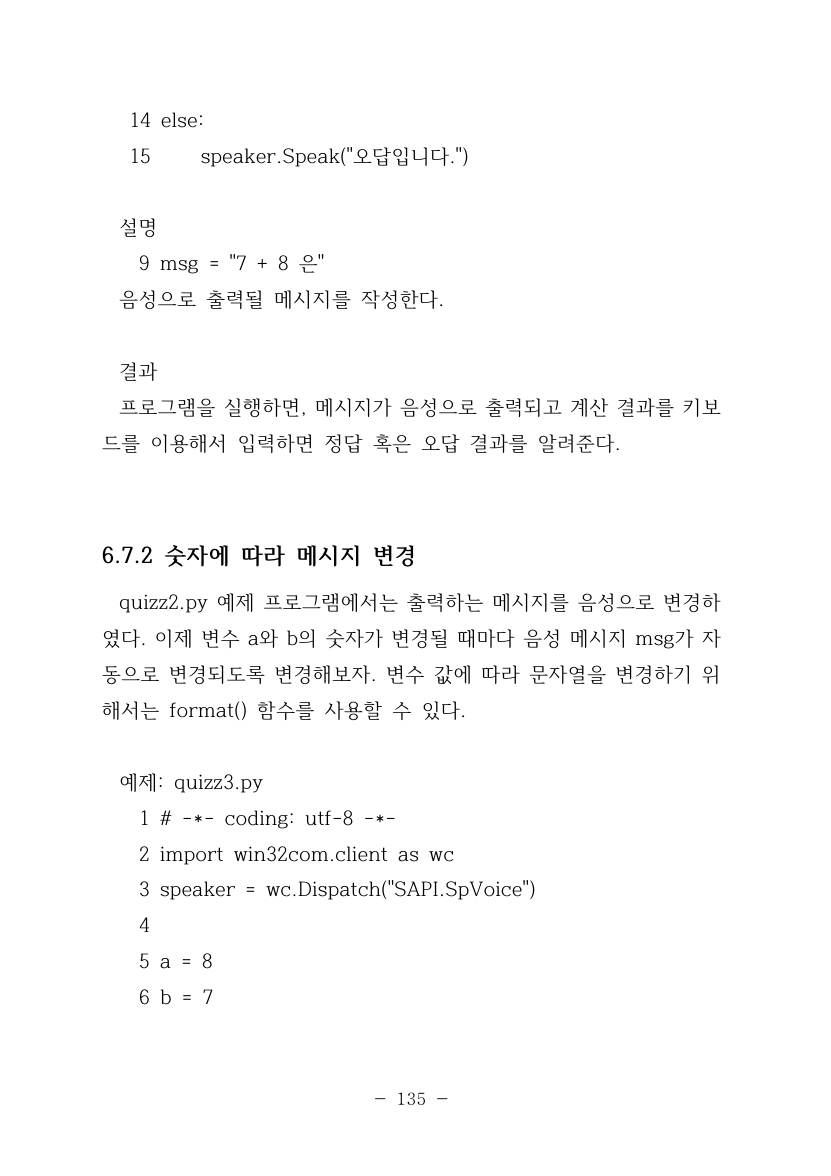 14 else:
15 speaker.Speak("오답입니다.")
설명
9 msg = "7 + 8 은"
음성으로 출력될 메시지를 작성한다.
결과
프로그램을 실행하면, 메시지가 음성으로 출력되고 계산 결과를 키보
드를 이용해서 입력하면 정답 혹은 오답 결과를 알려준다.
6.7.2 숫자에 따라 메시지 변경
quizz2.py 예제 프로그램에서는 출력하는 메시지를 음성으로 변경하
였다. 이제 변수 a와 b의 숫자가 변경될 때마다 음성 메시지 msg가 자
동으로 변경되도록 변경해보자. 변수 값에 따라 문자열을 변경하기 위
해서는 format() 함수를 사용할 수 있다.
예제: quizz3.py
1 # -*- coding: utf-8 -*-
2 import win32com.client as wc
3 speaker = wc.Dispatch("SAPI.SpVoice")
4
5 a = 8
6 b = 7
- 135 -